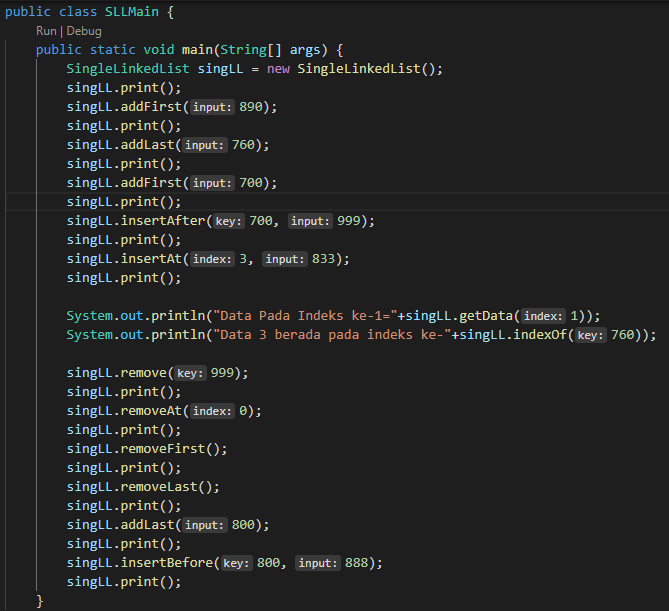 public class SLLMain {
Run | Debug
public static void main(String[] args) {
SingleLinkedList singLL = new SingleLinkedList();
singLL.print();
singLL.addFirst(input: 890);
singLL.print();
singLL.addLast(input: 760);
singLL.print();
singLL.addFirst(input: 700);
singLL.print();
singLL.insertAfter(key: 700, input: 999);
singLL.print();
singLL.insertAt(index: 3, input: 833);
singLL.print();
System.out.println("Data Pada Indeks ke-1="+singLL.getData(index: 1));
System.out.println("Data 3 berada pada indeks ke-"+singLL.indexOf(key: 760));
singLL.remove(key: 999);
singLL.print();
singLL.removeAt(index: 0);
singLL.print();
singLL.removeFirst();
singLL.print();
singLL.removeLast();
singLL.print();
singLL.addLast(input: 800);
singLL.print();
singLL.insertBefore(key: 800, input: 888);
singLL.print();
}